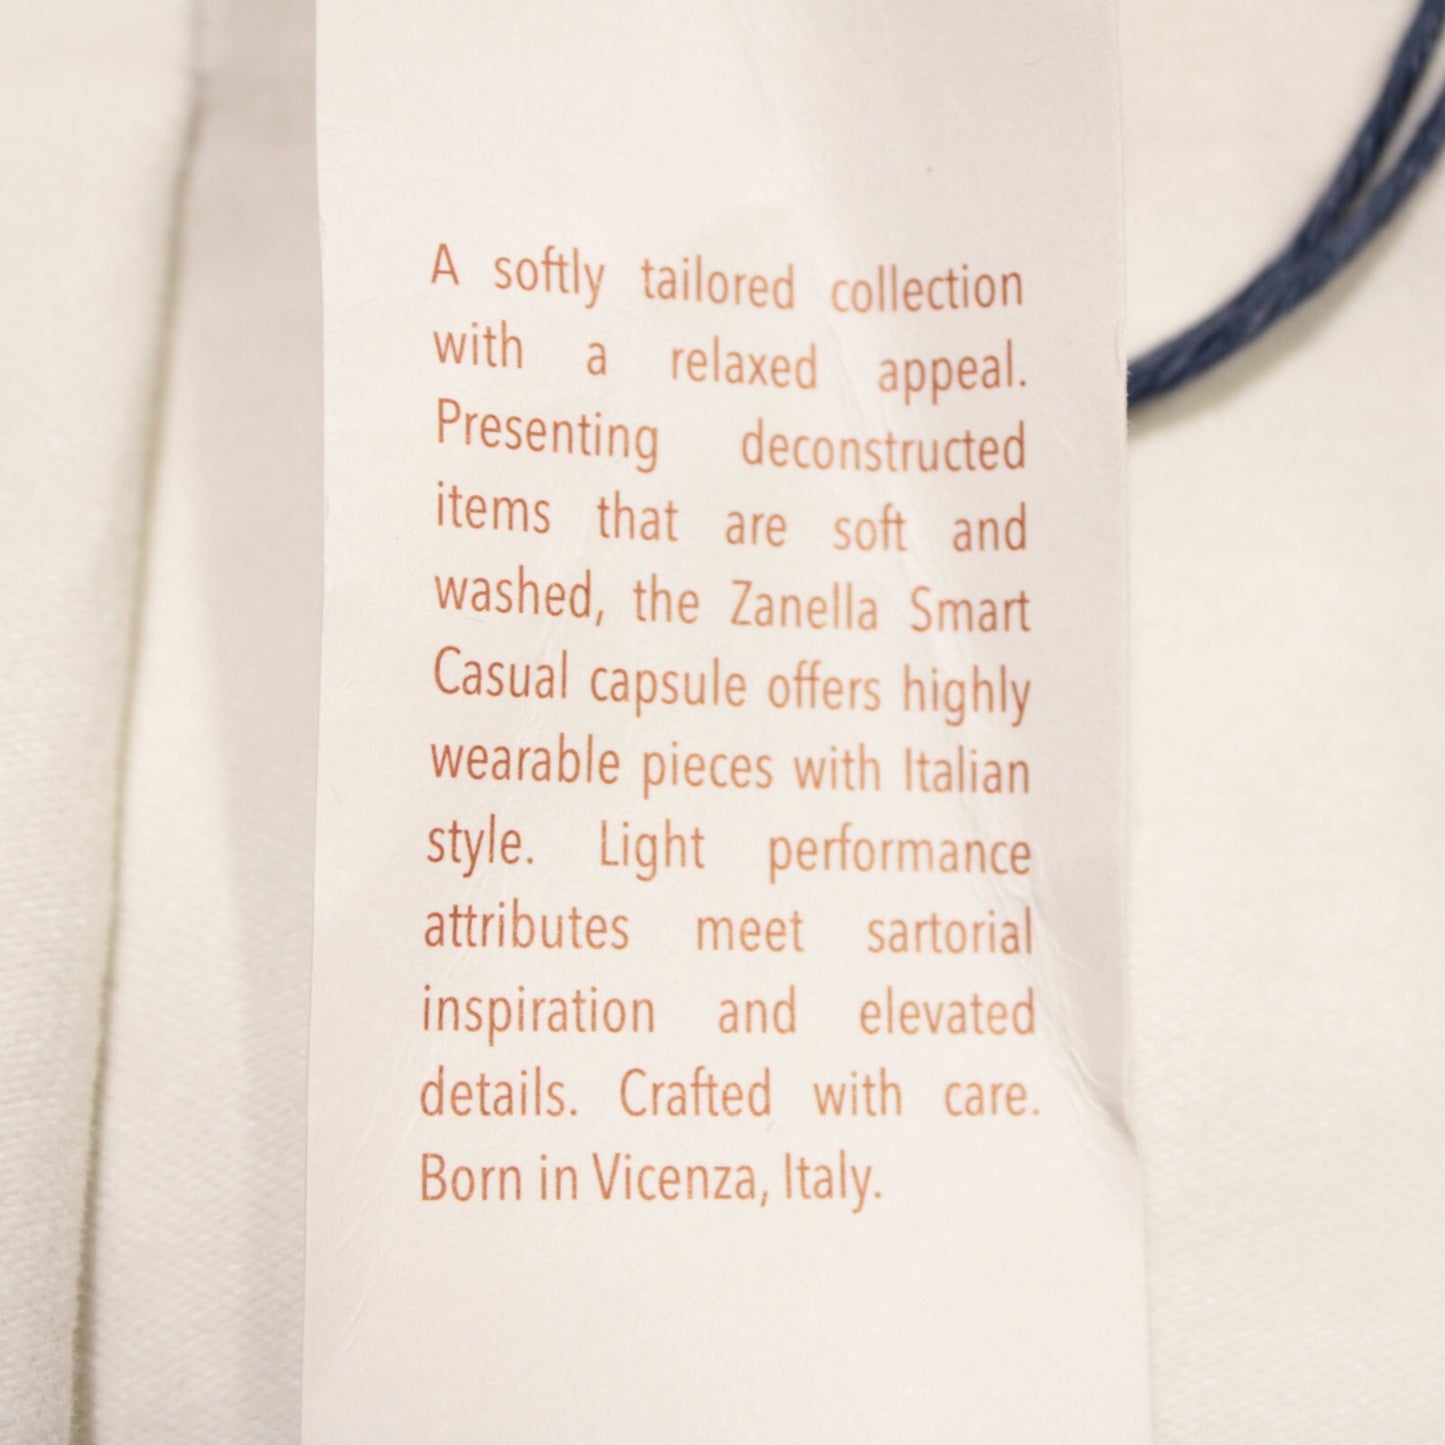 A softly tailored collection
with a relaxed appeal.
Presenting deconstructed
items that are soft and
washed, the Zanella Smart
Casual capsule offers highly
wearable pieces with Italian
style. Light performance
attributes meet sartorial
inspiration and elevated
details. Crafted with care.
Born in Vicenza, Italy.